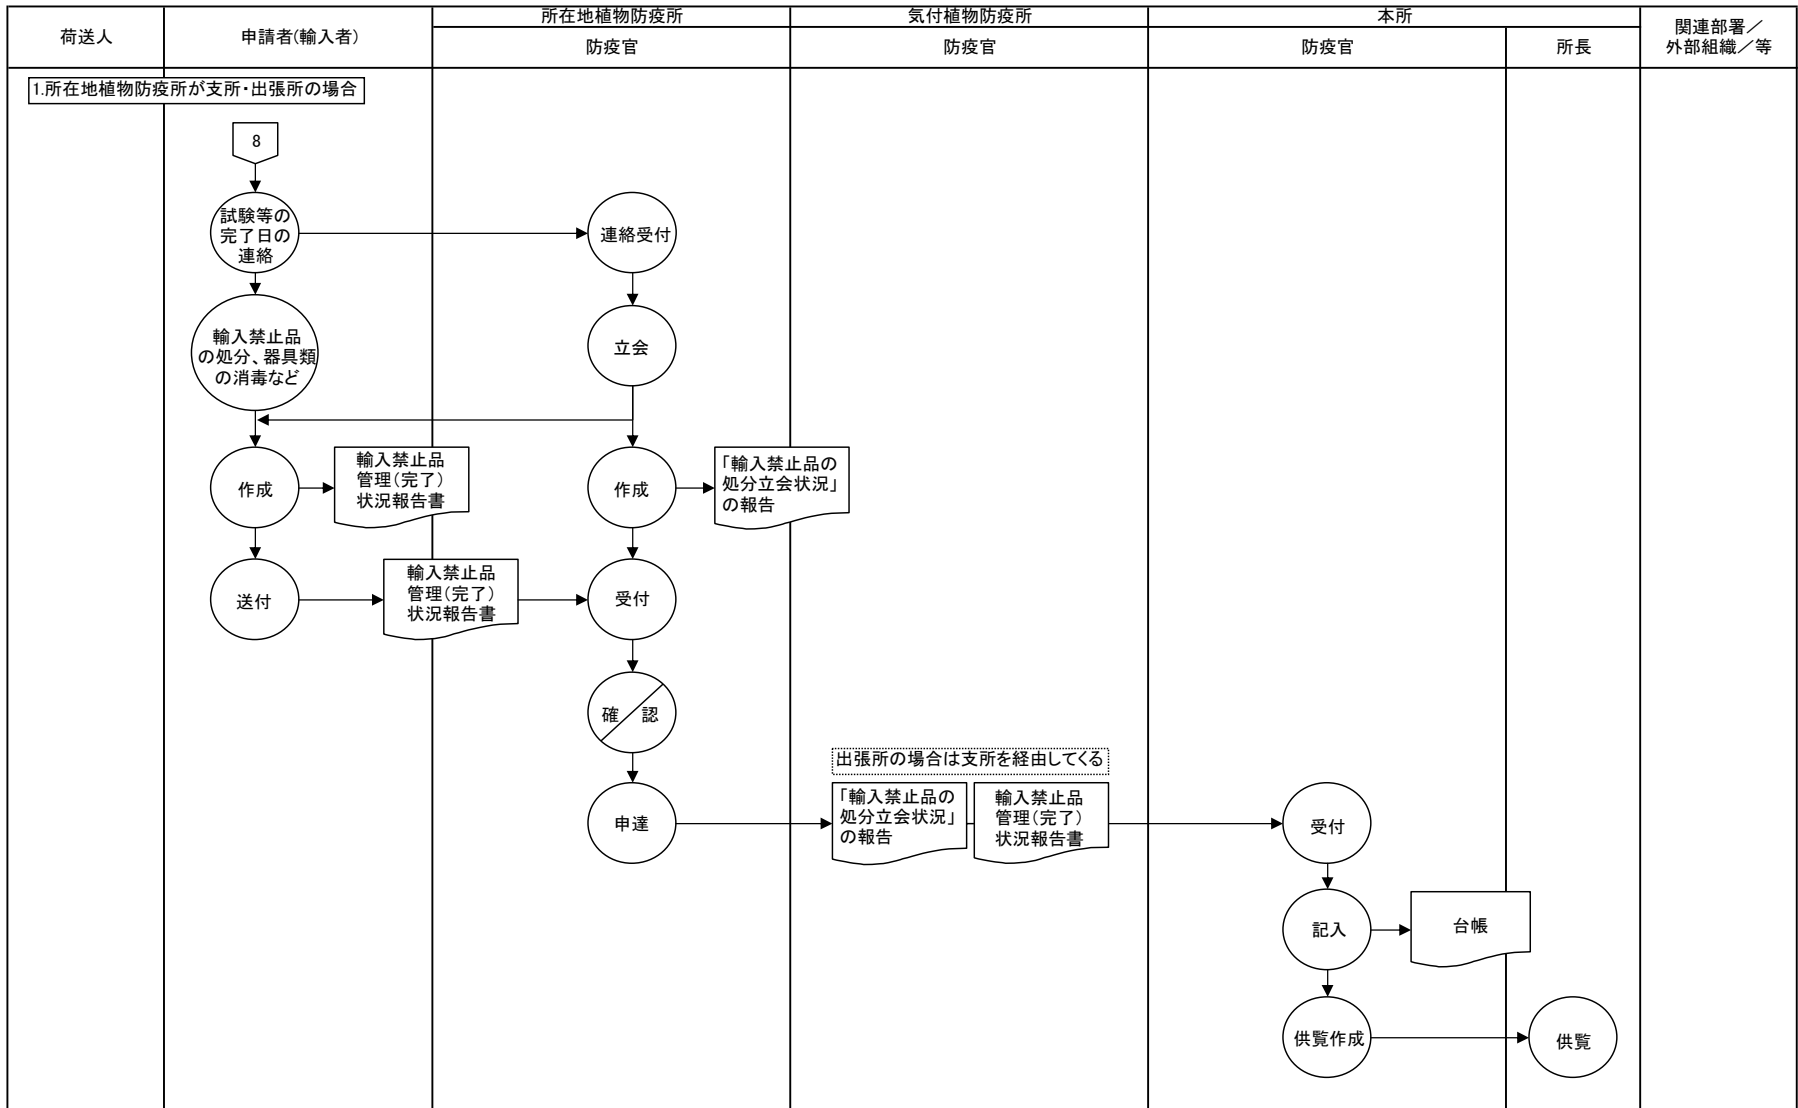 所在地植物防疫所
気付植物防疫所
本所
荷送人
申請者(輸入者)
防疫官
防疫官
防疫官
所長
関連部署／
外部組織／等
1.所在地植物防疫所が支所・出張所の場合
8
試験等の
完了日の
連絡
連絡受付
輸入禁止品
の処分、器具類
の消毒など
立会
作成
輸入禁止品
管理(完了)
状況報告書
作成
「輸入禁止品の
処分立会状況」
の報告
送付
輸入禁止品
管理(完了)
状況報告書
受付
確／認
出張所の場合は支所を経由してくる
申達
「輸入禁止品の
処分立会状況」
の報告
輸入禁止品
管理(完了)
状況報告書
受付
記入
台帳
供覧作成
供覧